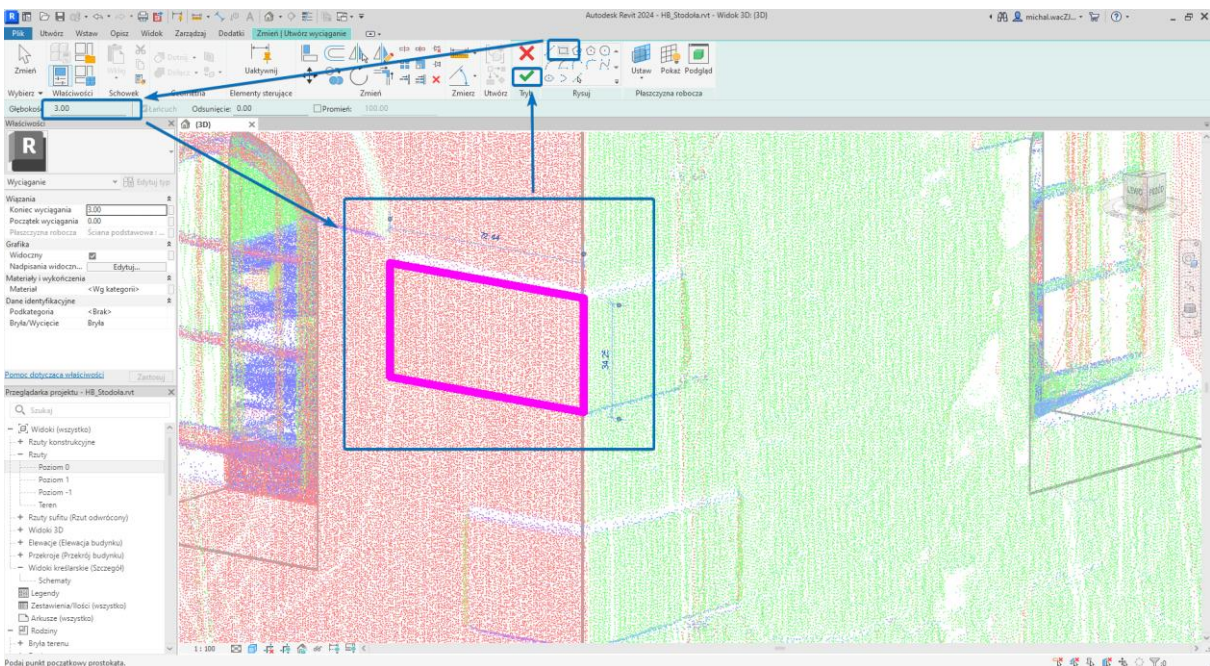 Autodesk Revit 2024 - HB_Stodoła.rvt - Widok 3D: {3D}
michal.waczl...
Plik Utwórz Wstaw Opisz Widok Zarządzaj Dodatki Zmień | Utwórz wyciąganie
Zmień
Uaktywnij
Ustaw Pokaż Podgląd
Wybierz Właściwości Schowek Elementy sterujące Zmień Zmierz Utwórz Tryb Rysuj Płaszczyzna robocza
Głębokość 3.00 Łańcuch Odsunięcie: 0.00 Promień: 100.00
Właściwości
{3D}
R
Wyciąganie Edytuj typ
Wiązania
Koniec wyciągania 3.00
Początek wyciągania 0.00
Płaszczyzna robocza Ściana podstawowa : ...
Grafika
Widoczny
Nadpisania widoczn... Edytuj...
Materiały i wykończenia
Materiał <Wg kategorii>
Dane identyfikacyjne
Podkategoria <Brak>
Bryła/Wycięcie Bryła
Pomoc dotycząca właściwości Zastosuj
Przeglądarka projektu - HB_Stodoła.rvt
Szukaj
Widoki (wszystko)
Rzuty konstrukcyjne
Rzuty
Poziom 0
Poziom 1
Poziom -1
Teren
Rzuty sufitu (Rzut odwrócony)
Widoki 3D
Elewacje (Elewacja budynku)
Przekroje (Przekrój budynku)
Widoki kreślarskie (Szczegół)
Schematy
Legendy
Zestawienia/Ilości (wszystko)
Arkusze (wszystko)
Rodziny
Bryła terenu
34.25
1 : 100
Podaj punkt początkowy prostokąta.